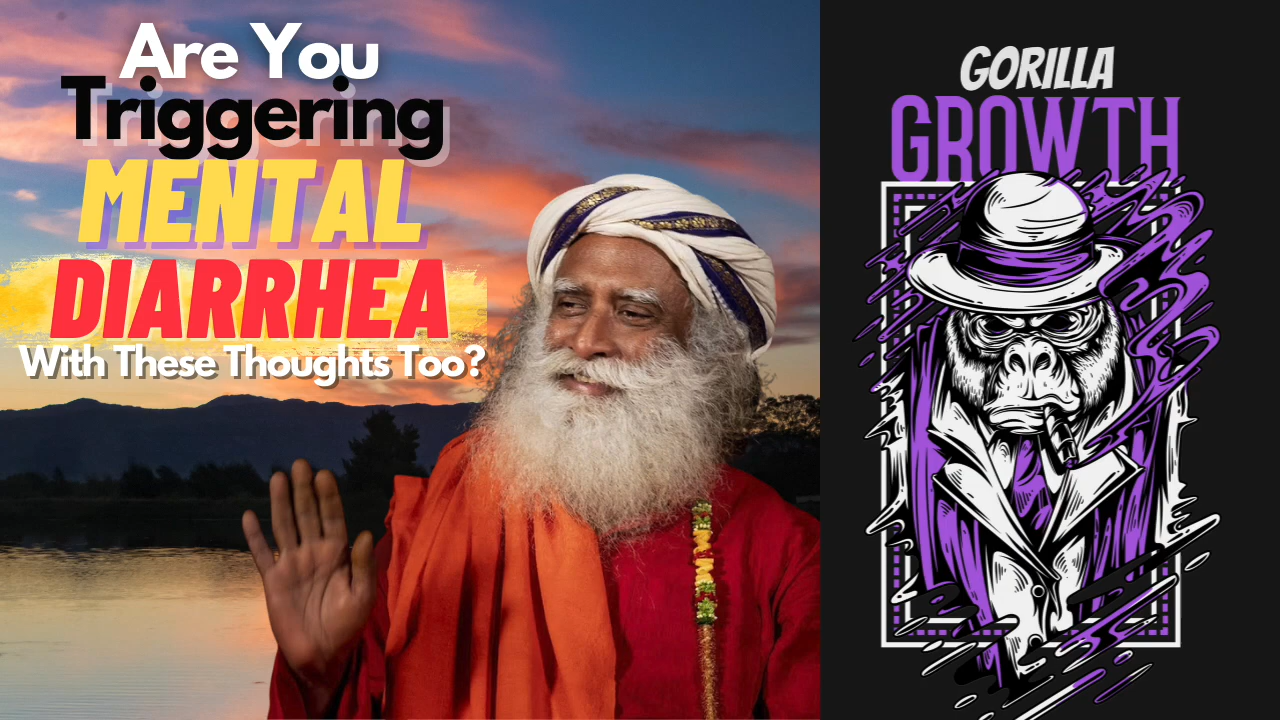 Are You
Triggering
MENTAL
DIARRHEA
With These Thoughts Too?
GORILLA
GROWTH